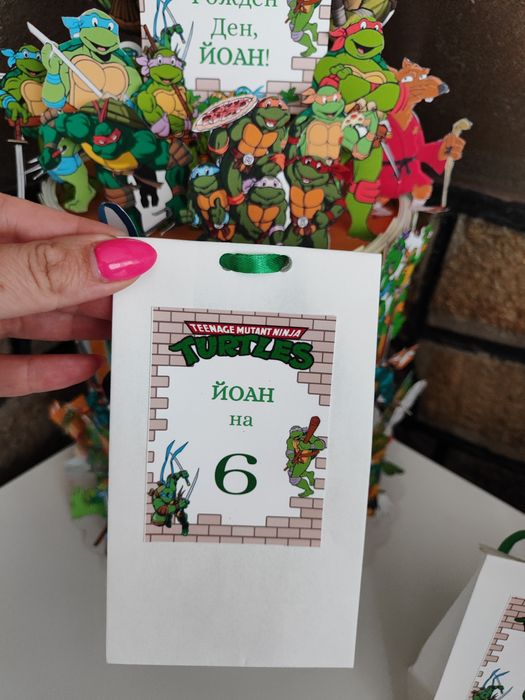 Рожден
Ден,
ЙОАН!
TEENAGE MUTANT NINJA
TURTLES
ЙОАН
на
6